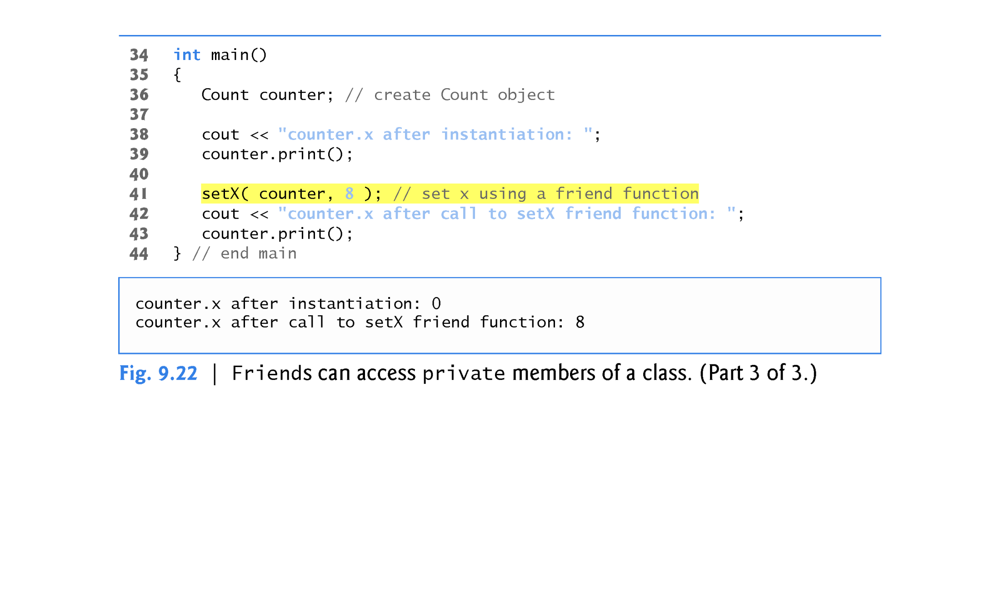 34 int main()
35 {
36 Count counter; // create Count object
37
38 cout << "counter.x after instantiation: ";
39 counter.print();
40
41 setX( counter, 8 ); // set x using a friend function
42 cout << "counter.x after call to setX friend function: ";
43 counter.print();
44 } // end main
counter.x after instantiation: 0
counter.x after call to setX friend function: 8
Fig. 9.22 | Friends can access private members of a class. (Part 3 of 3.)